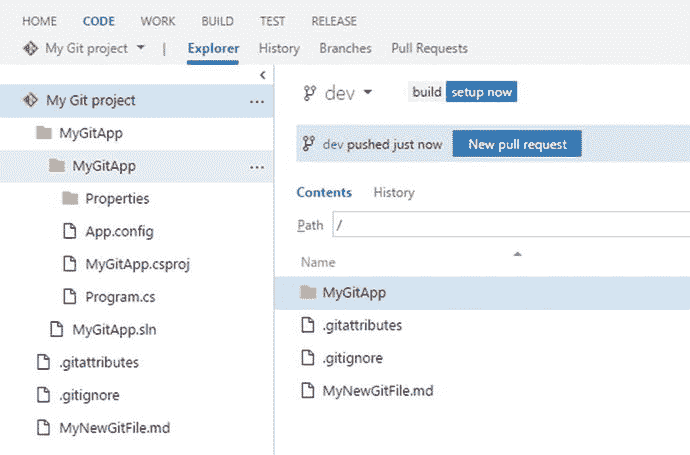 HOME CODE WORK BUILD TEST RELEASE
My Git project | Explorer History Branches Pull Requests
My Git project ...
MyGitApp
MyGitApp ...
Properties
App.config
MyGitApp.csproj
Program.cs
MyGitApp.sln
.gitattributes
.gitignore
MyNewGitFile.md
dev build setup now
dev pushed just now New pull request
Contents History
Path /
Name
MyGitApp
.gitattributes
.gitignore
MyNewGitFile.md